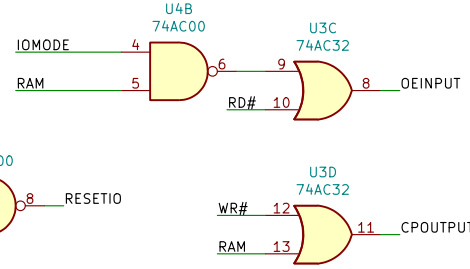 U4B
74AC00
IOMODE
4
6
RAM
5
U3C
74AC32
9
8
OEINPUT
RD#
10
00
8
RESETIO
U3D
74AC32
WR#
12
11
CPOUTPUT
RAM
13